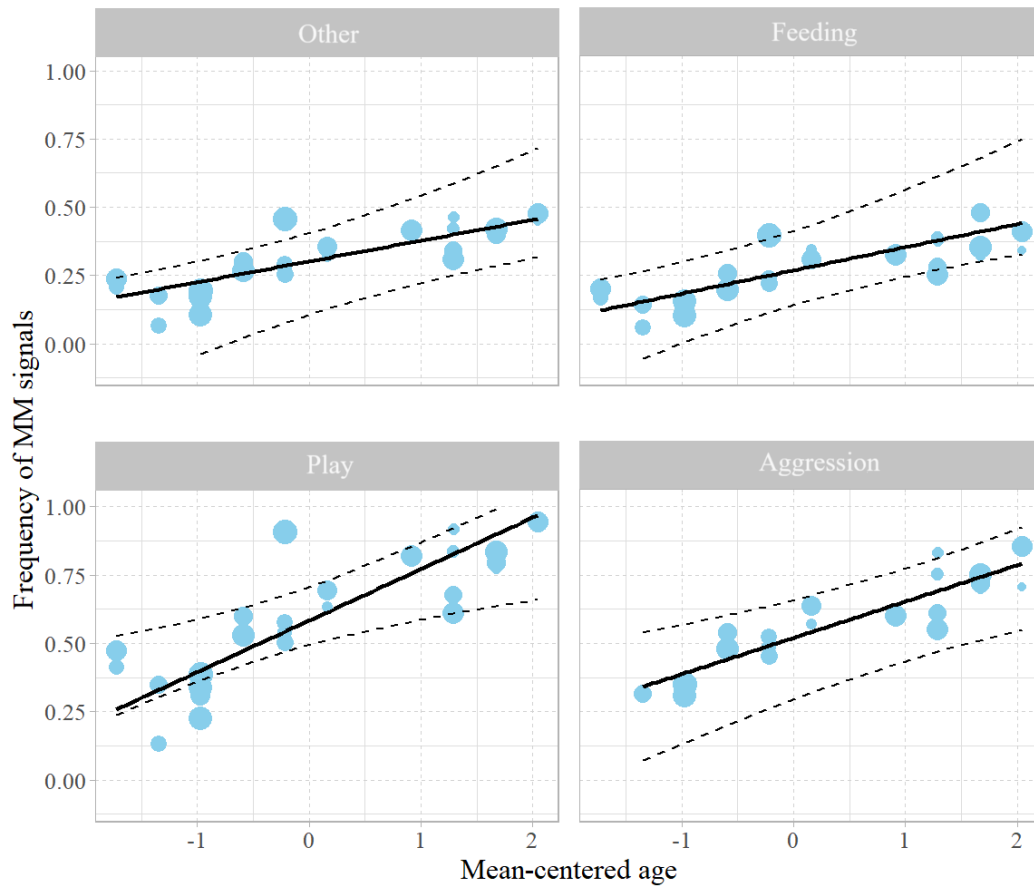 Other
Feeding
1.00
0.75
0.50
0.25
0.00
Frequency of MM signals
Play
Aggression
1.00
0.75
0.50
0.25
0.00
-1 0 1 2
-1 0 1 2
Mean-centered age